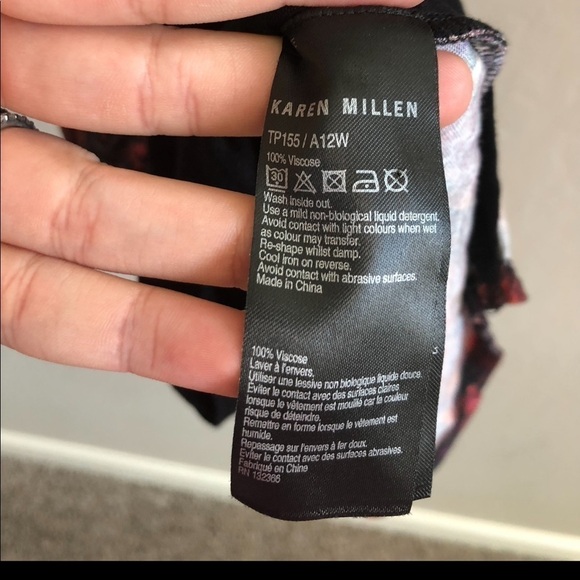 KAREN MILLEN
TP155 / A12W
100% Viscose
30
Wash inside out.
Use a mild non-biological liquid detergent.
Avoid contact with light colours when wet
as colour may transfer.
Re-shape whilst damp.
Cool iron on reverse.
Avoid contact with abrasive surfaces.
Made in China
100% Viscose
Laver à l'envers.
Utiliser une lessive non biologique liquide douce.
Eviter le contact avec des surfaces claires
lorsque le vêtement est mouillé car la couleur
risque de déteindre.
Remettre en forme lorsque le vêtement est
humide.
Repassage sur l'envers à fer doux.
Eviter le contact avec des surfaces abrasives.
Fabriqué en Chine
RN 132366